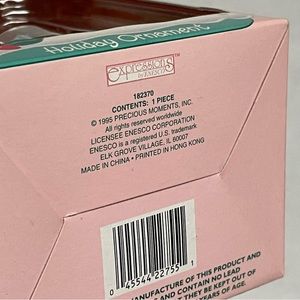 Holiday Ornament
expressions
by ENESCO
182370
CONTENTS: 1 PIECE
© 1995 PRECIOUS MOMENTS, INC.
All rights reserved worldwide
LICENSEE ENESCO CORPORATION
ENESCO is a registered U.S. trademark.
ELK GROVE VILLAGE, IL 60007
MADE IN CHINA • PRINTED IN HONG KONG
0 45544 22755 1
MANUFACTURE OF THIS PRODUCT AND
AND CONTAIN NO LEAD
THEY BE KEPT OUT OF
YEARS OF AGE.